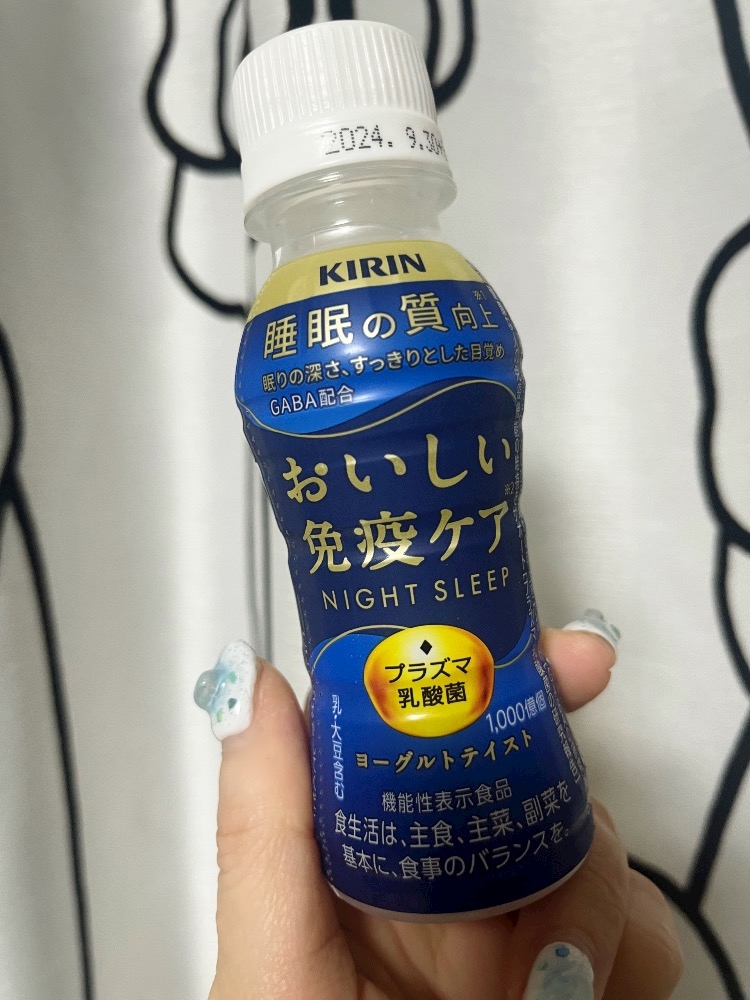 2024. 9.30
KIRIN
睡眠の質向上
※1
眠りの深さ、すっきりとした目覚め
GABA配合
おいしい
免疫ケア
※2
NIGHT SLEEP
プラズマ
乳酸菌
1,000億個
ヨーグルトテイスト
乳・大豆含む
機能性表示食品
食生活は、主食、主菜、副菜を
基本に、食事のバランスを。